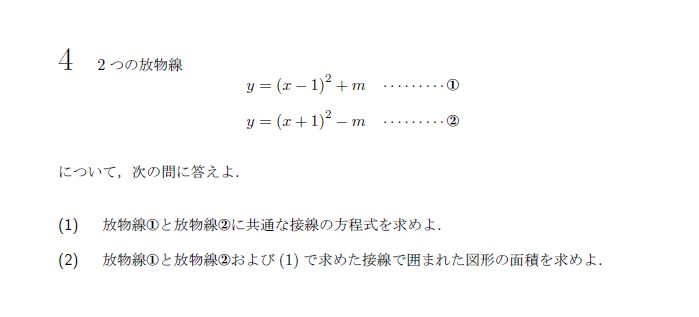 4 2つの放物線
y = (x − 1)² + m ·········①
y = (x + 1)² − m ·········②
について，次の問に答えよ．
(1) 放物線①と放物線②に共通な接線の方程式を求めよ．
(2) 放物線①と放物線②および (1) で求めた接線で囲まれた図形の面積を求めよ．